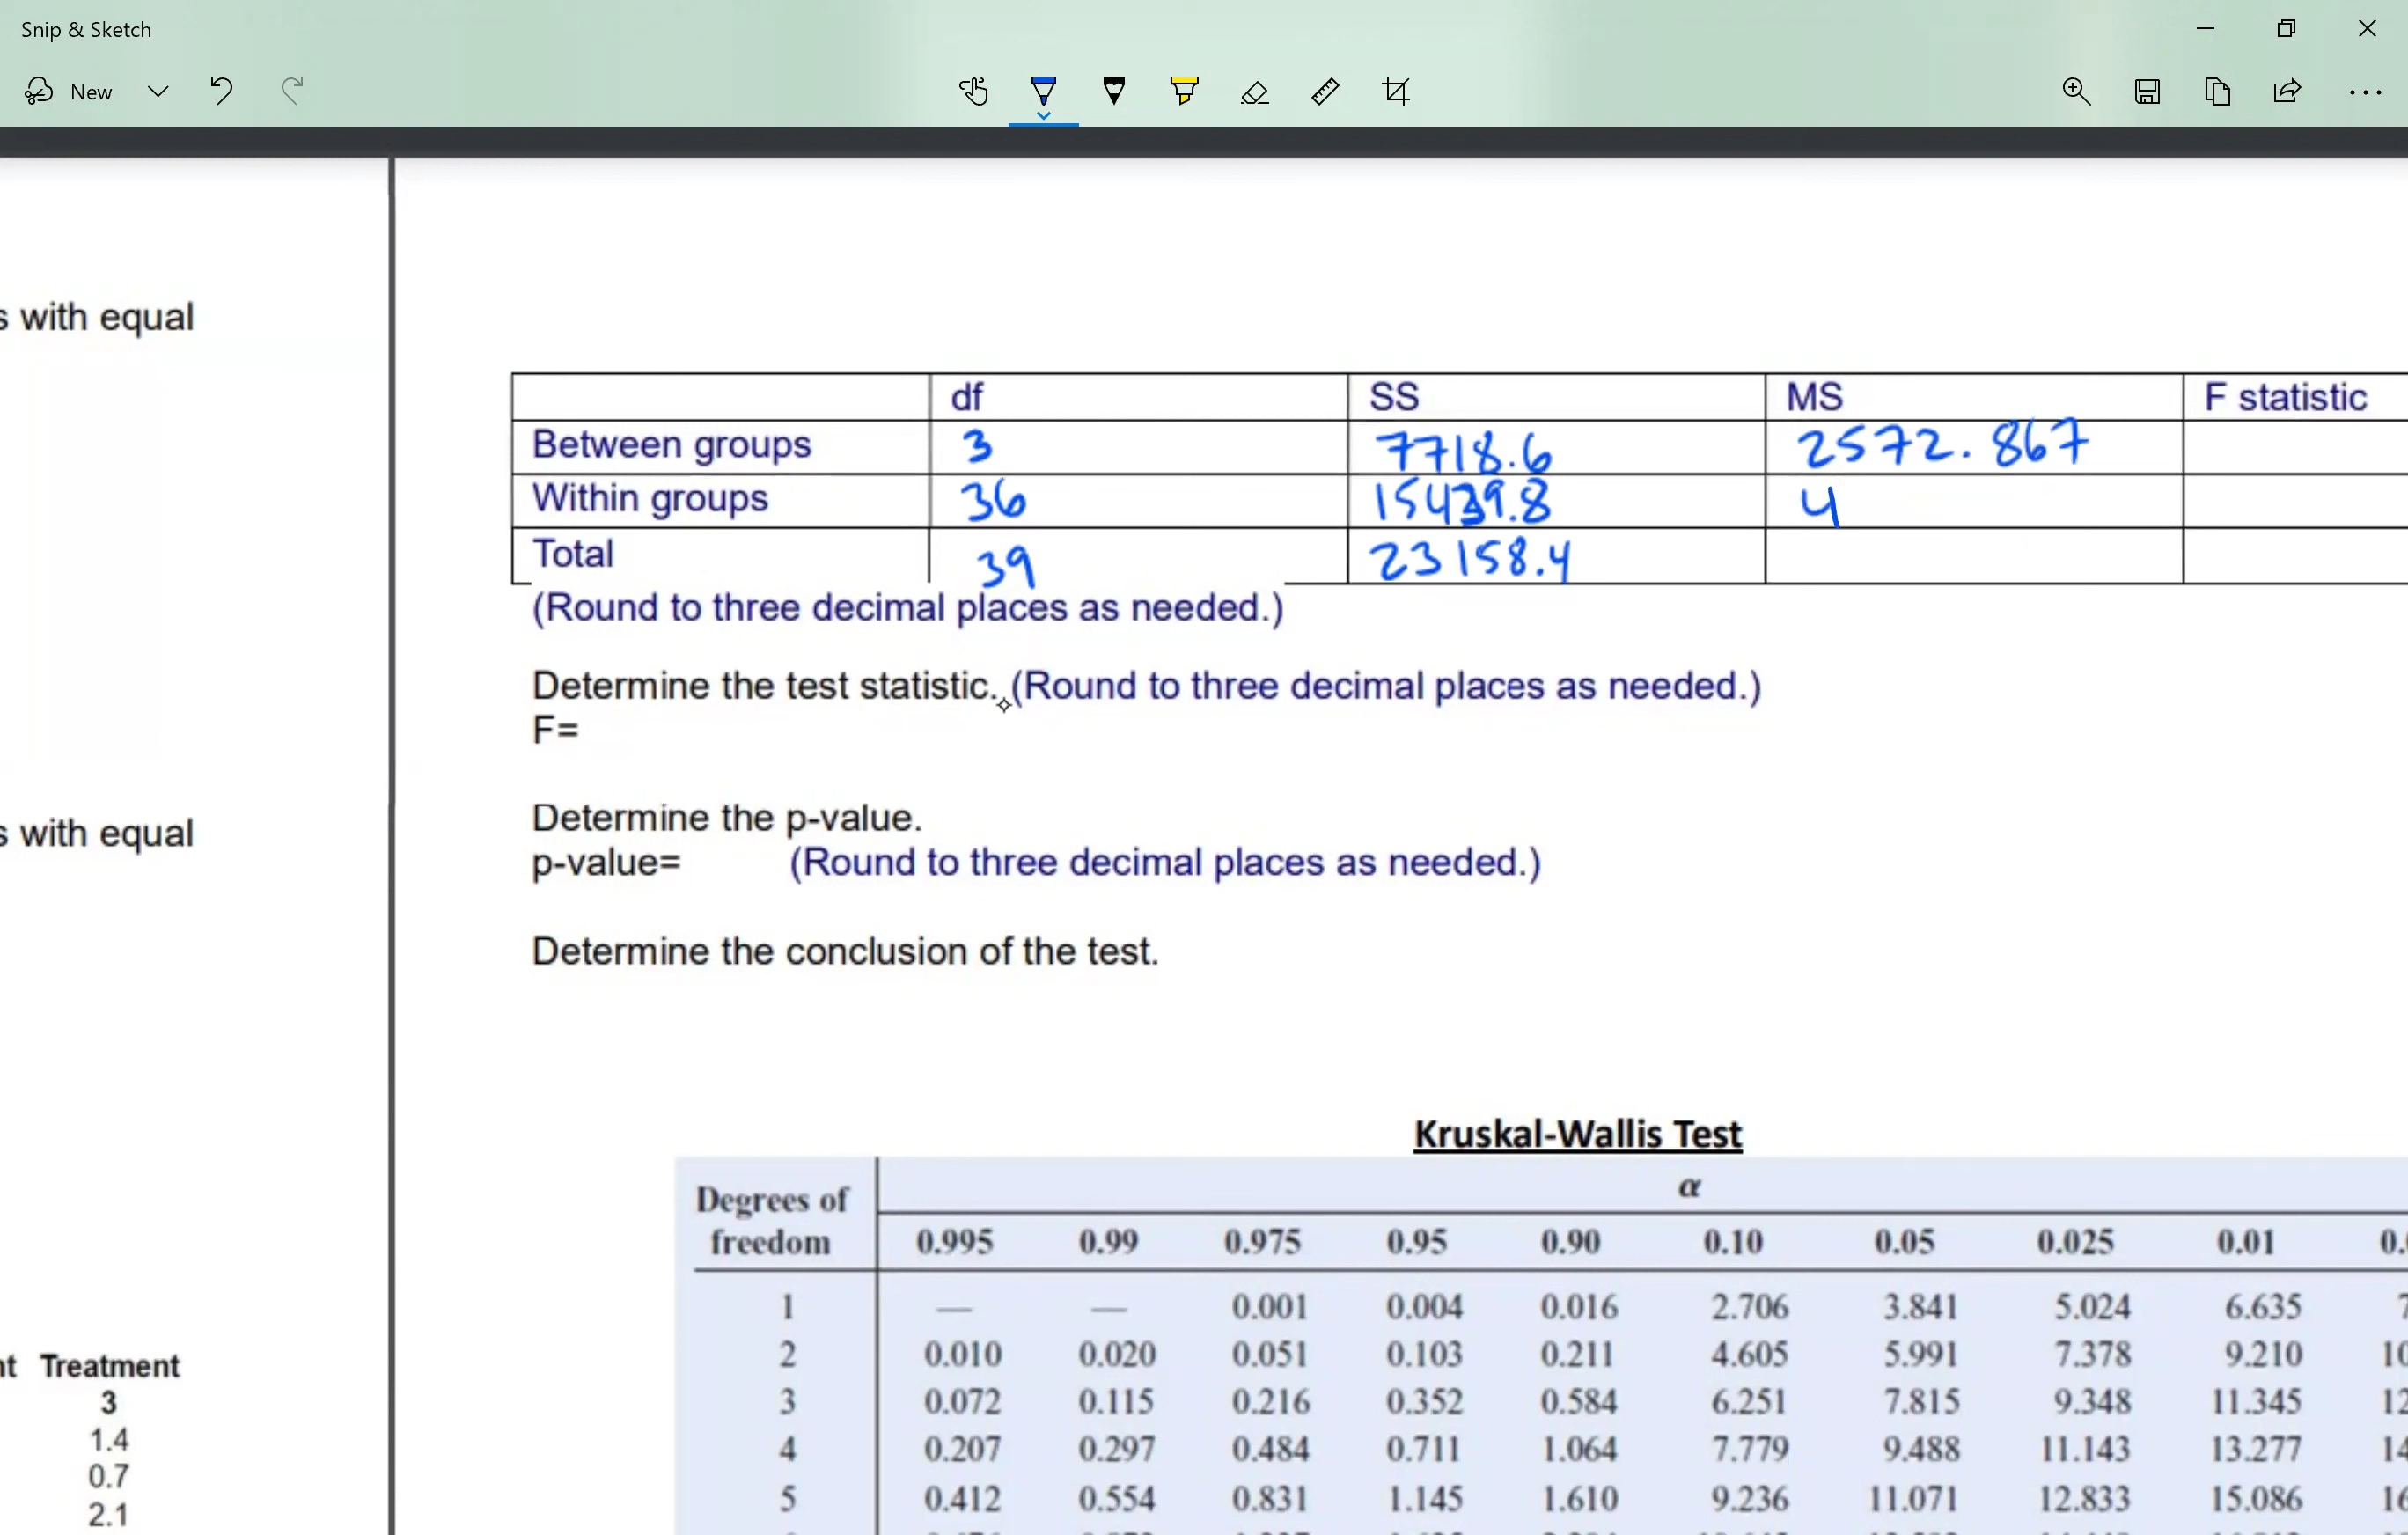 Snip & Sketch
New
s with equal
df SS MS F statistic
Between groups 3 7718.6 2572.867
Within groups 36 15439.8 4
Total 39 23158.4
(Round to three decimal places as needed.)
Determine the test statistic. (Round to three decimal places as needed.)
F=
Determine the p-value.
s with equal
p-value= (Round to three decimal places as needed.)
Determine the conclusion of the test.
Kruskal-Wallis Test
Degrees of freedom
α
0.995 0.99 0.975 0.95 0.90 0.10 0.05 0.025 0.01
1 — — 0.001 0.004 0.016 2.706 3.841 5.024 6.635
2 0.010 0.020 0.051 0.103 0.211 4.605 5.991 7.378 9.210
3 0.072 0.115 0.216 0.352 0.584 6.251 7.815 9.348 11.345
4 0.207 0.297 0.484 0.711 1.064 7.779 9.488 11.143 13.277
5 0.412 0.554 0.831 1.145 1.610 9.236 11.071 12.833 15.086
Treatment
3
1.4
0.7
2.1